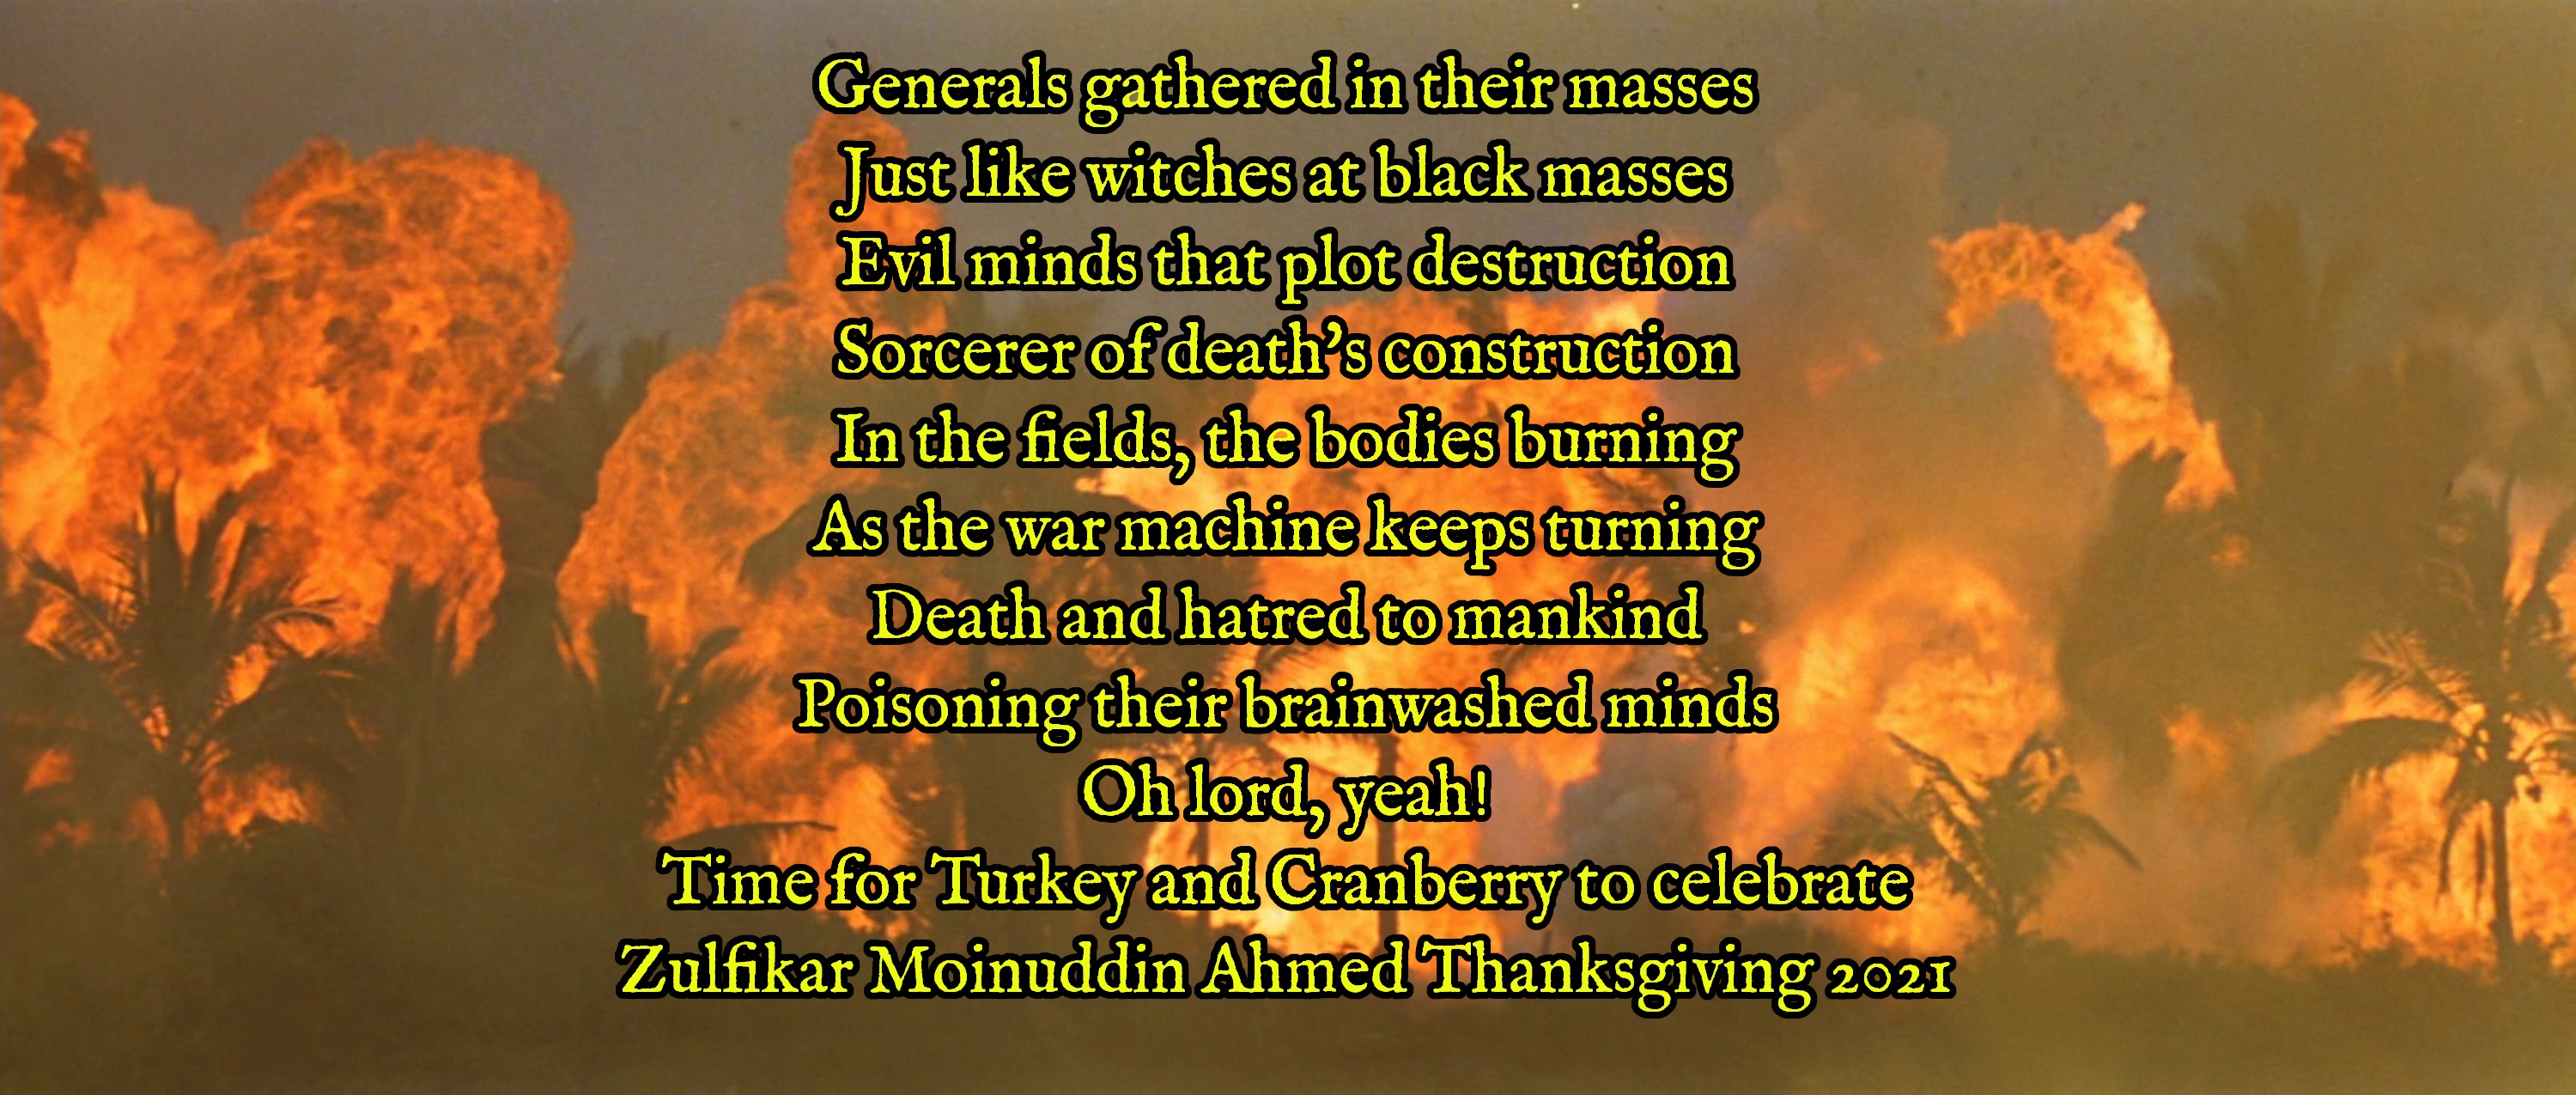 Generals gathered in their masses
Just like witches at black masses
Evil minds that plot destruction
Sorcerer of death's construction
In the fields, the bodies burning
As the war machine keeps turning
Death and hatred to mankind
Poisoning their brainwashed minds
Oh lord, yeah!
Time for Turkey and Cranberry to celebrate
Zulfikar Moinuddin Ahmed Thanksgiving 2021